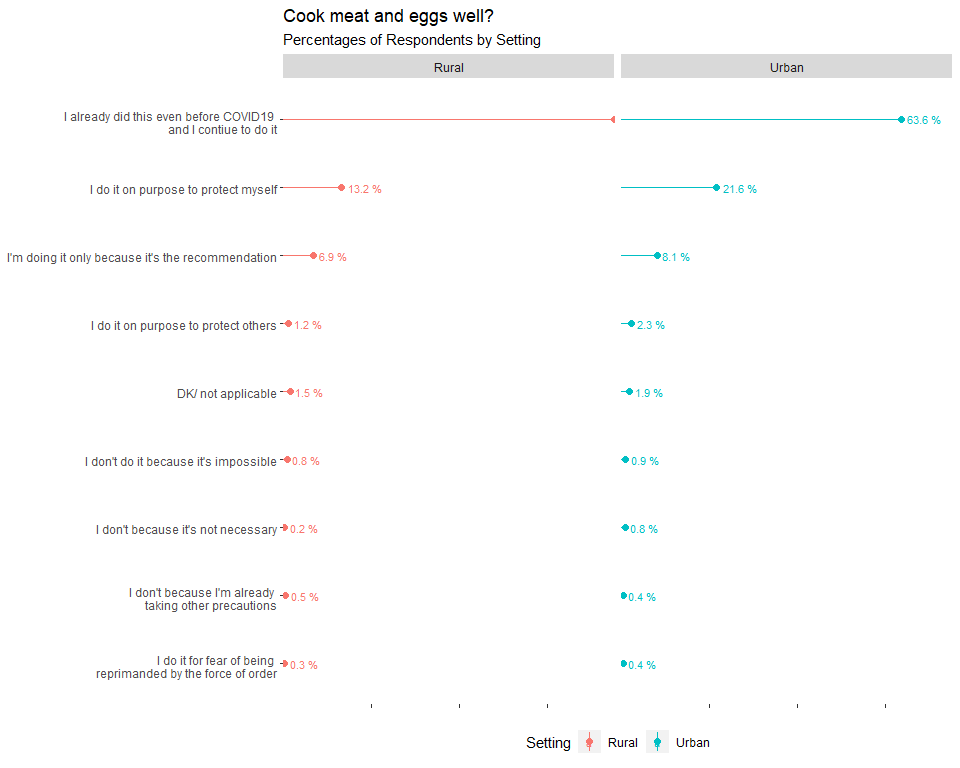 Cook meat and eggs well?
Percentages of Respondents by Setting
Rural
Urban
I already did this even before COVID19
and I contiue to do it
63.6 %
I do it on purpose to protect myself
13.2 %
21.6 %
I'm doing it only because it's the recommendation
6.9 %
8.1 %
I do it on purpose to protect others
1.2 %
2.3 %
DK/ not applicable
1.5 %
1.9 %
I don't do it because it's impossible
0.8 %
0.9 %
I don't because it's not necessary
0.2 %
0.8 %
I don't because I'm already
taking other precautions
0.5 %
0.4 %
I do it for fear of being
reprimanded by the force of order
0.3 %
0.4 %
Setting
Rural
Urban